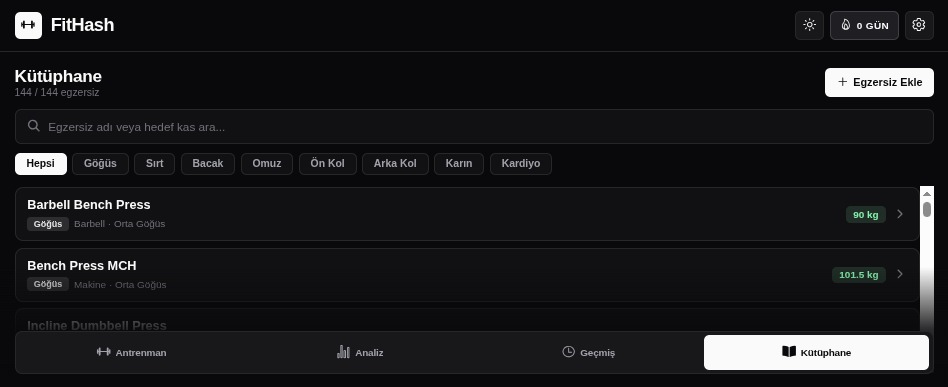 FitHash
0 GÜN
Kütüphane
144 / 144 egzersiz
Egzersiz Ekle
Egzersiz adı veya hedef kas ara...
Hepsi Göğüs Sırt Bacak Omuz Ön Kol Arka Kol Karın Kardiyo
Barbell Bench Press
Göğüs Barbell · Orta Göğüs
90 kg
Bench Press MCH
Göğüs Makine · Orta Göğüs
101.5 kg
Incline Dumbbell Press
Antrenman Analiz Geçmiş Kütüphane